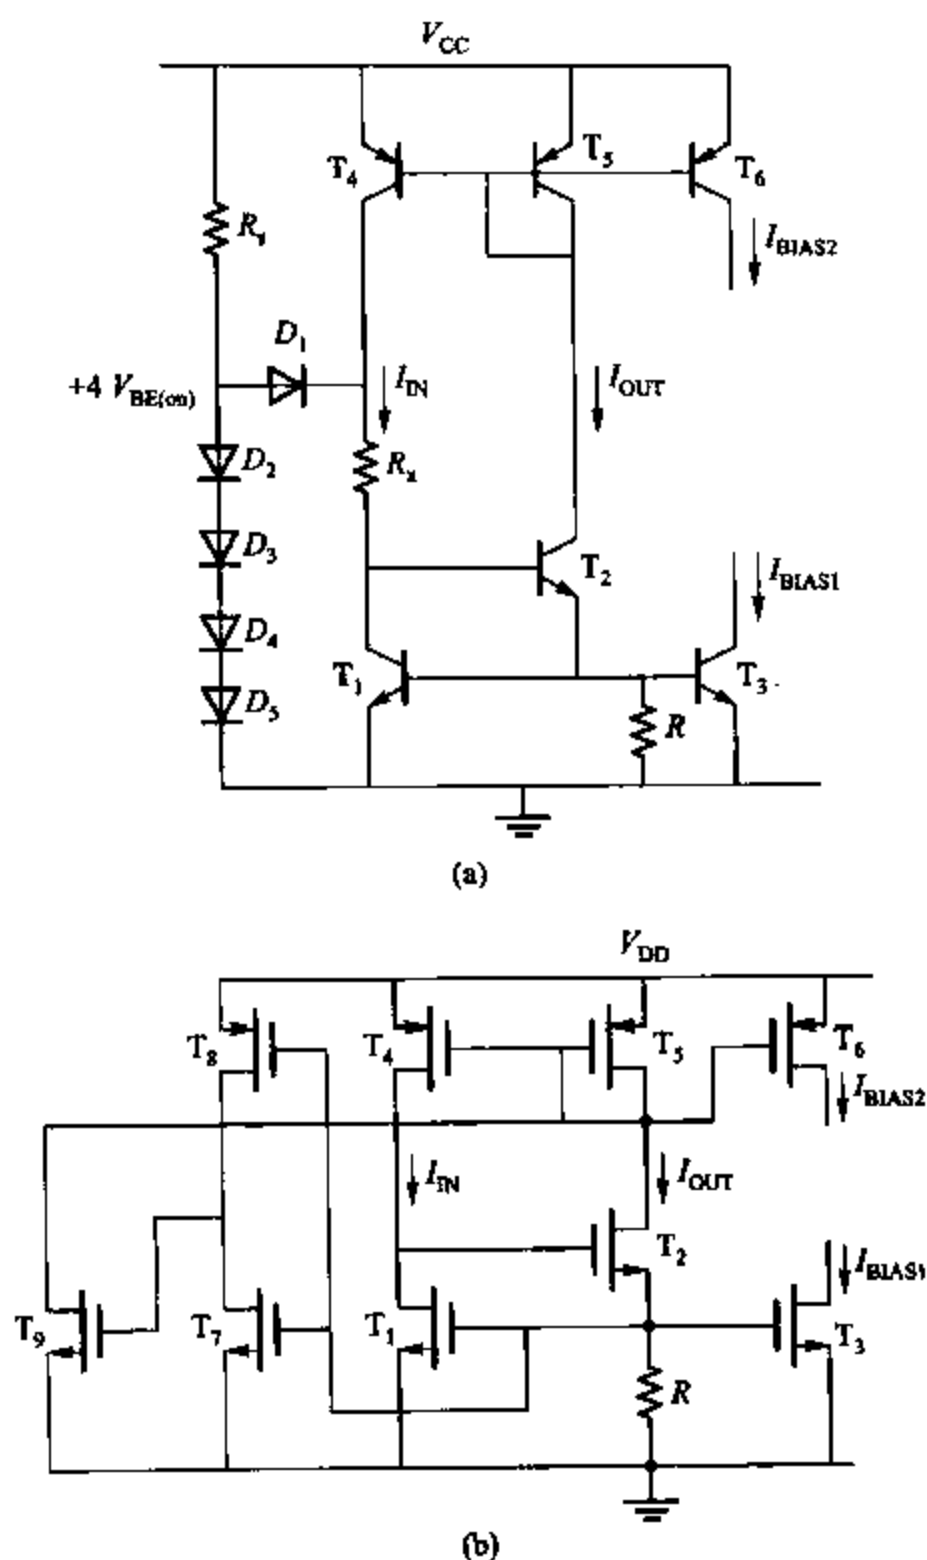 V_CC
T_4
T_5
T_6
R_y
I_BIAS2
D_1
+4 V_BE(on)
I_IN
I_OUT
D_2
R_x
D_3
T_2
I_BIAS1
D_4
T_1
T_3
D_5
R
(a)
V_DD
T_8
T_4
T_5
T_6
I_BIAS2
I_IN
I_OUT
T_2
I_BIAS1
T_9
T_7
T_1
T_3
R
(b)